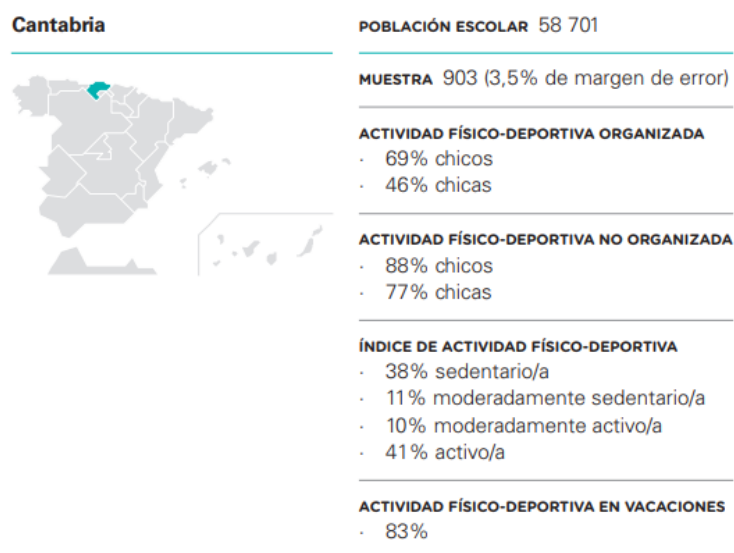 Cantabria
POBLACIÓN ESCOLAR 58 701
MUESTRA 903 (3,5% de margen de error)
ACTIVIDAD FÍSICO-DEPORTIVA ORGANIZADA
· 69% chicos
· 46% chicas
ACTIVIDAD FÍSICO-DEPORTIVA NO ORGANIZADA
· 88% chicos
· 77% chicas
ÍNDICE DE ACTIVIDAD FÍSICO-DEPORTIVA
· 38% sedentario/a
· 11% moderadamente sedentario/a
· 10% moderadamente activo/a
· 41% activo/a
ACTIVIDAD FÍSICO-DEPORTIVA EN VACACIONES
· 83%